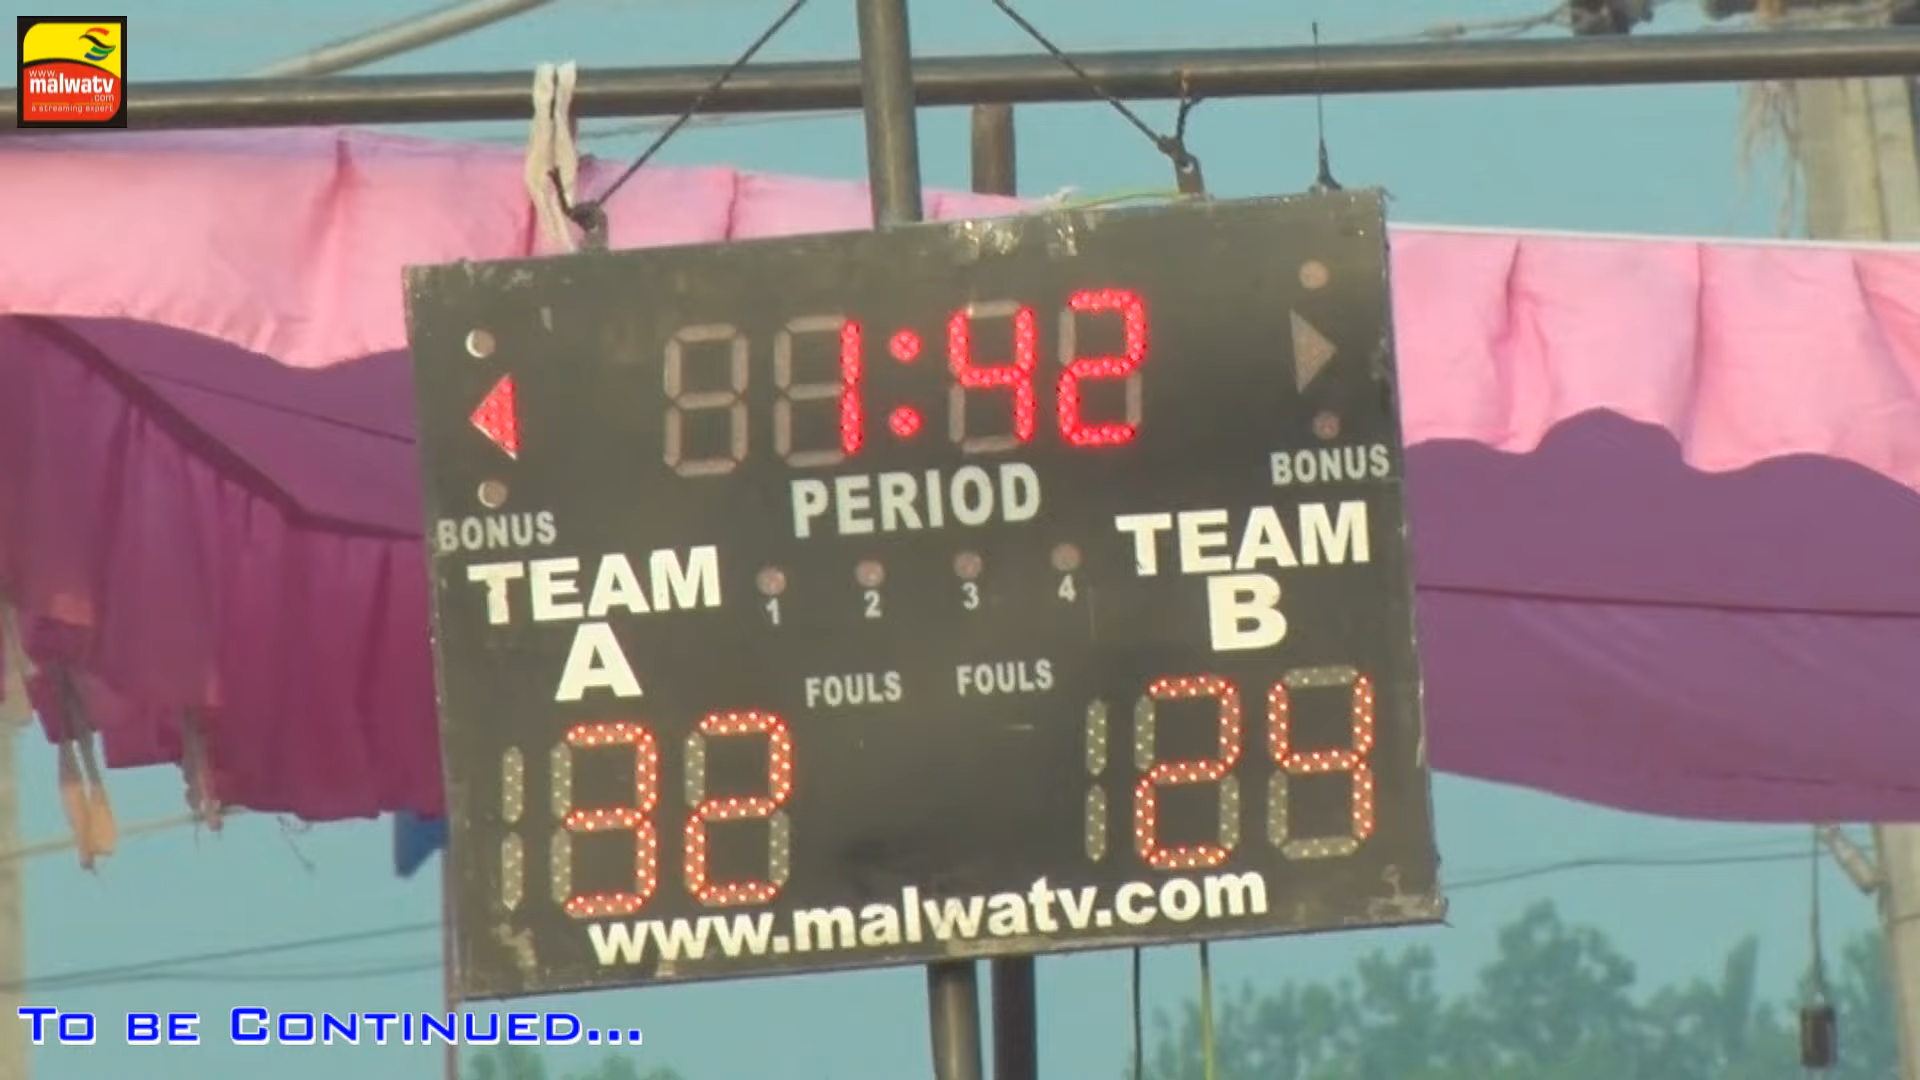 www.
malwatv
.com
a streaming expert
1:42
PERIOD
BONUS
BONUS
TEAM
A
TEAM
B
1 2 3 4
FOULS FOULS
32
24
www.malwatv.com
To be Continued...